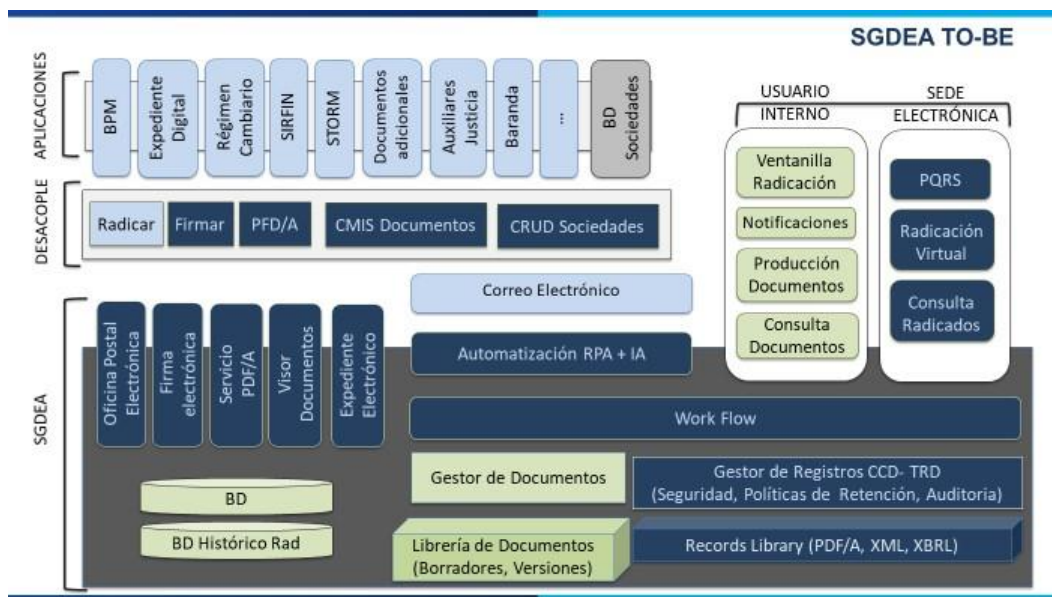 SGDEA TO-BE
APLICACIONES
BPM
Expediente
Digital
Régimen
Cambiario
SIRFIN
STORM
Documentos
adicionales
Auxiliares
Justicia
Baranda
...
BD
Sociedades
USUARIO
INTERNO
SEDE
ELECTRÓNICA
Ventanilla
Radicación
Notificaciones
Producción
Documentos
Consulta
Documentos
PQRS
Radicación
Virtual
Consulta
Radicados
DESACOPLE
Radicar
Firmar
PFD/A
CMIS Documentos
CRUD Sociedades
SGDEA
Oficina Postal
Electrónica
Firma
electrónica
Servicio
PDF/A
Visor
Documentos
Expediente
Electrónico
Correo Electrónico
Automatización RPA + IA
Work Flow
Gestor de Documentos
Gestor de Registros CCD- TRD
(Seguridad, Políticas de Retención, Auditoria)
BD
BD Histórico Rad
Librería de Documentos
(Borradores, Versiones)
Records Library (PDF/A, XML, XBRL)